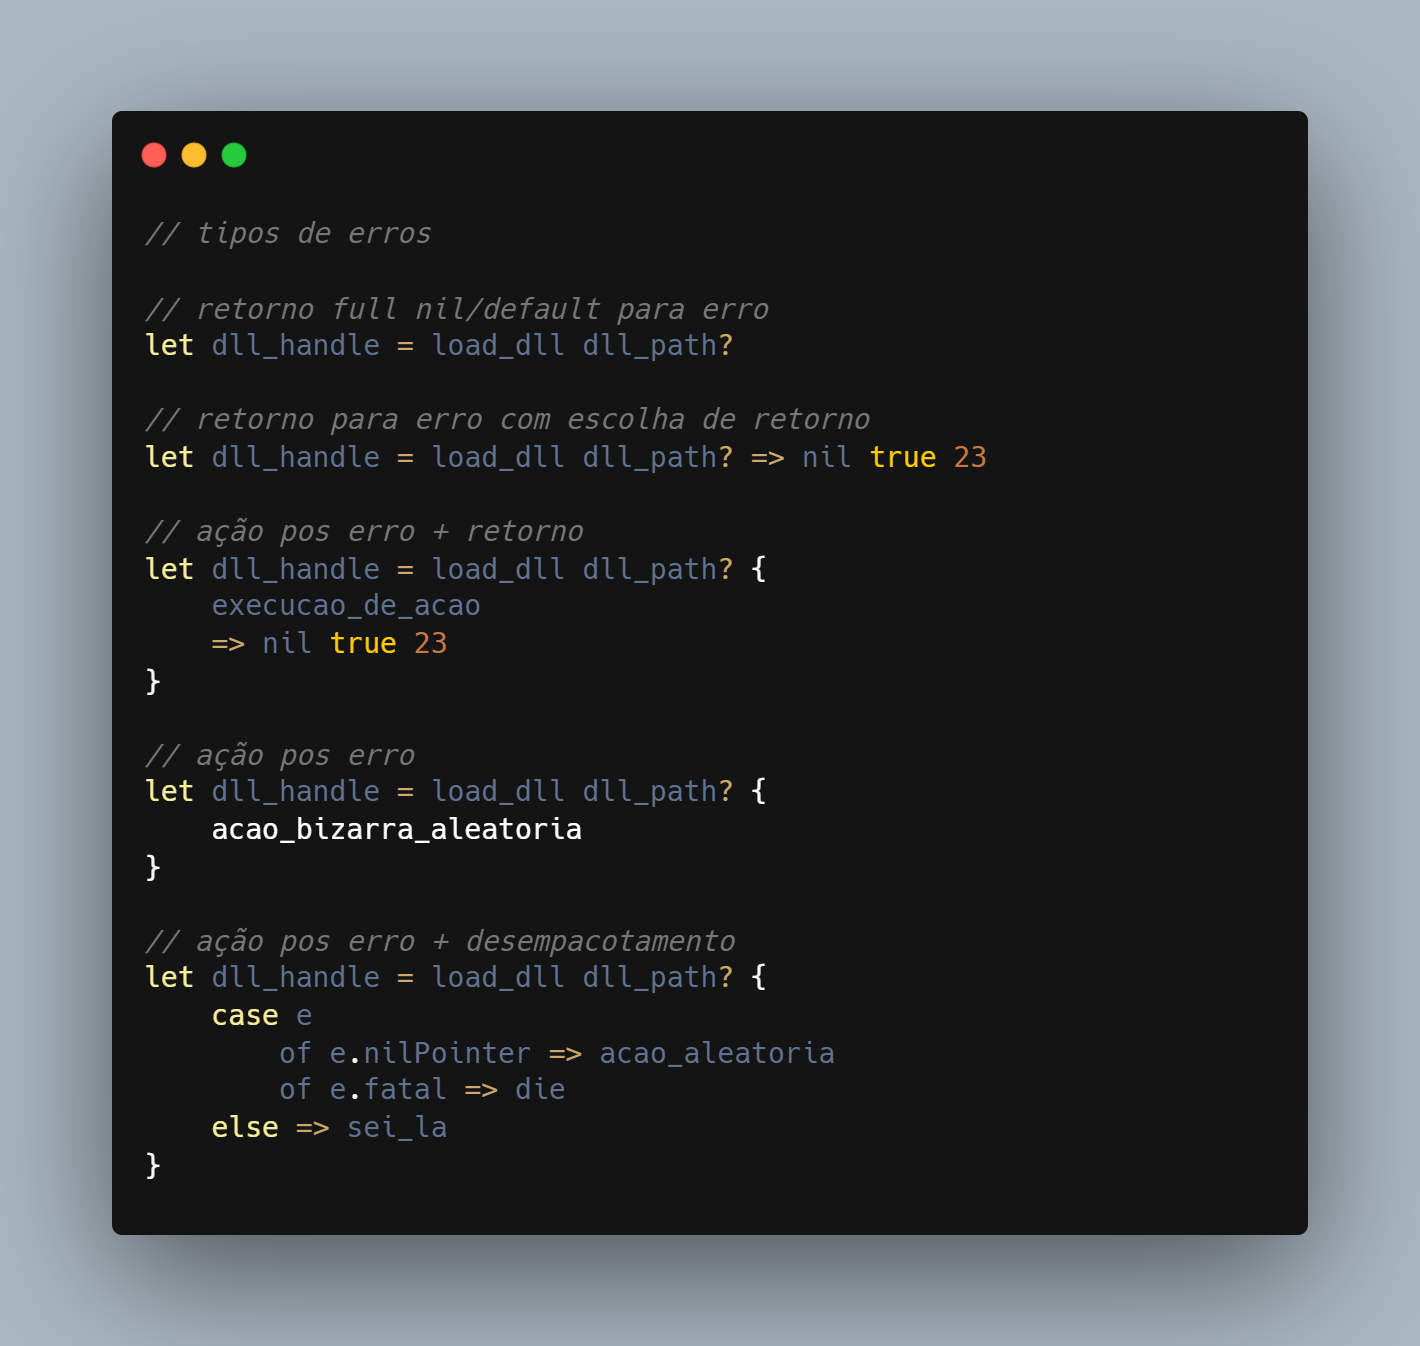 // tipos de erros
// retorno full nil/default para erro
let dll_handle = load_dll dll_path?
// retorno para erro com escolha de retorno
let dll_handle = load_dll dll_path? => nil true 23
// ação pos erro + retorno
let dll_handle = load_dll dll_path? {
    execucao_de_acao
    => nil true 23
}
// ação pos erro
let dll_handle = load_dll dll_path? {
    acao_bizarra_aleatoria
}
// ação pos erro + desempacotamento
let dll_handle = load_dll dll_path? {
    case e
        of e.nilPointer => acao_aleatoria
        of e.fatal => die
    else => sei_la
}